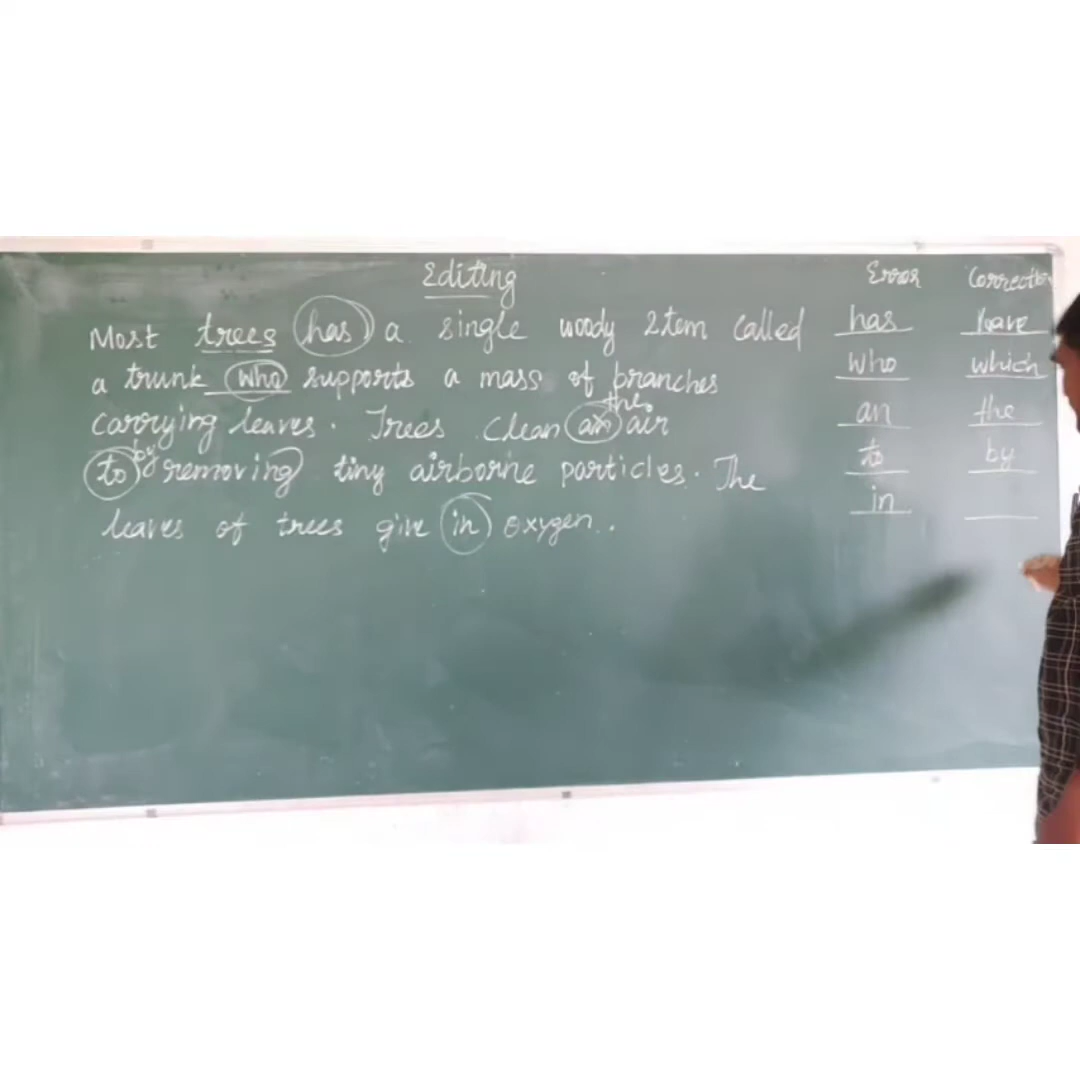 Editing Error Correction
Most trees has a single woody stem called has have
a trunk who supports a mass of branches who which
the
carrying leaves. Trees clean an air an the
by
to removing tiny airborne particles. The to by
leaves of trees give in oxygen.. in